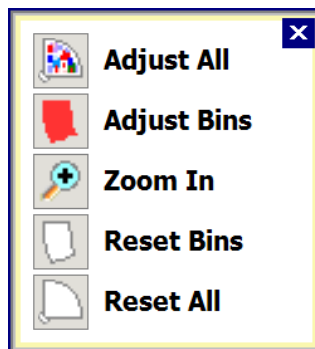 Adjust All
Adjust Bins
Zoom In
Reset Bins
Reset All